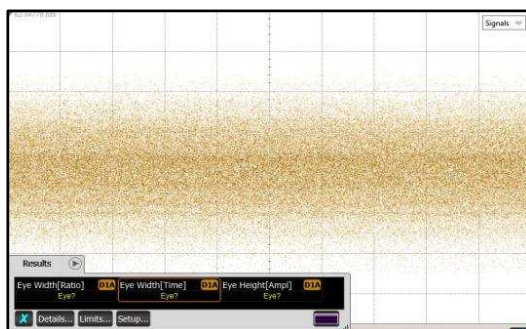 Signals
Results
Eye Width[Ratio] D1A Eye Width[Time] D1A Eye Height[Ampl] D1A
Eye? Eye? Eye?
X Details... Limits... Setup...